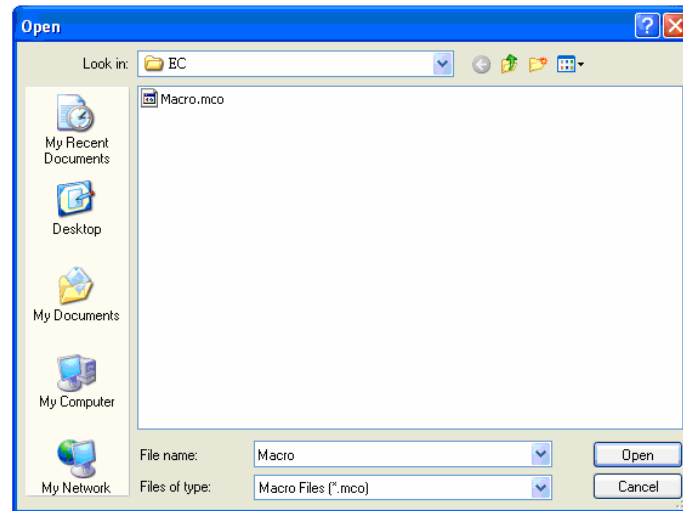 Open
Look in:
EC
Macro.mco
My Recent
Documents
Desktop
My Documents
My Computer
My Network
File name:
Macro
Open
Files of type:
Macro Files (*.mco)
Cancel